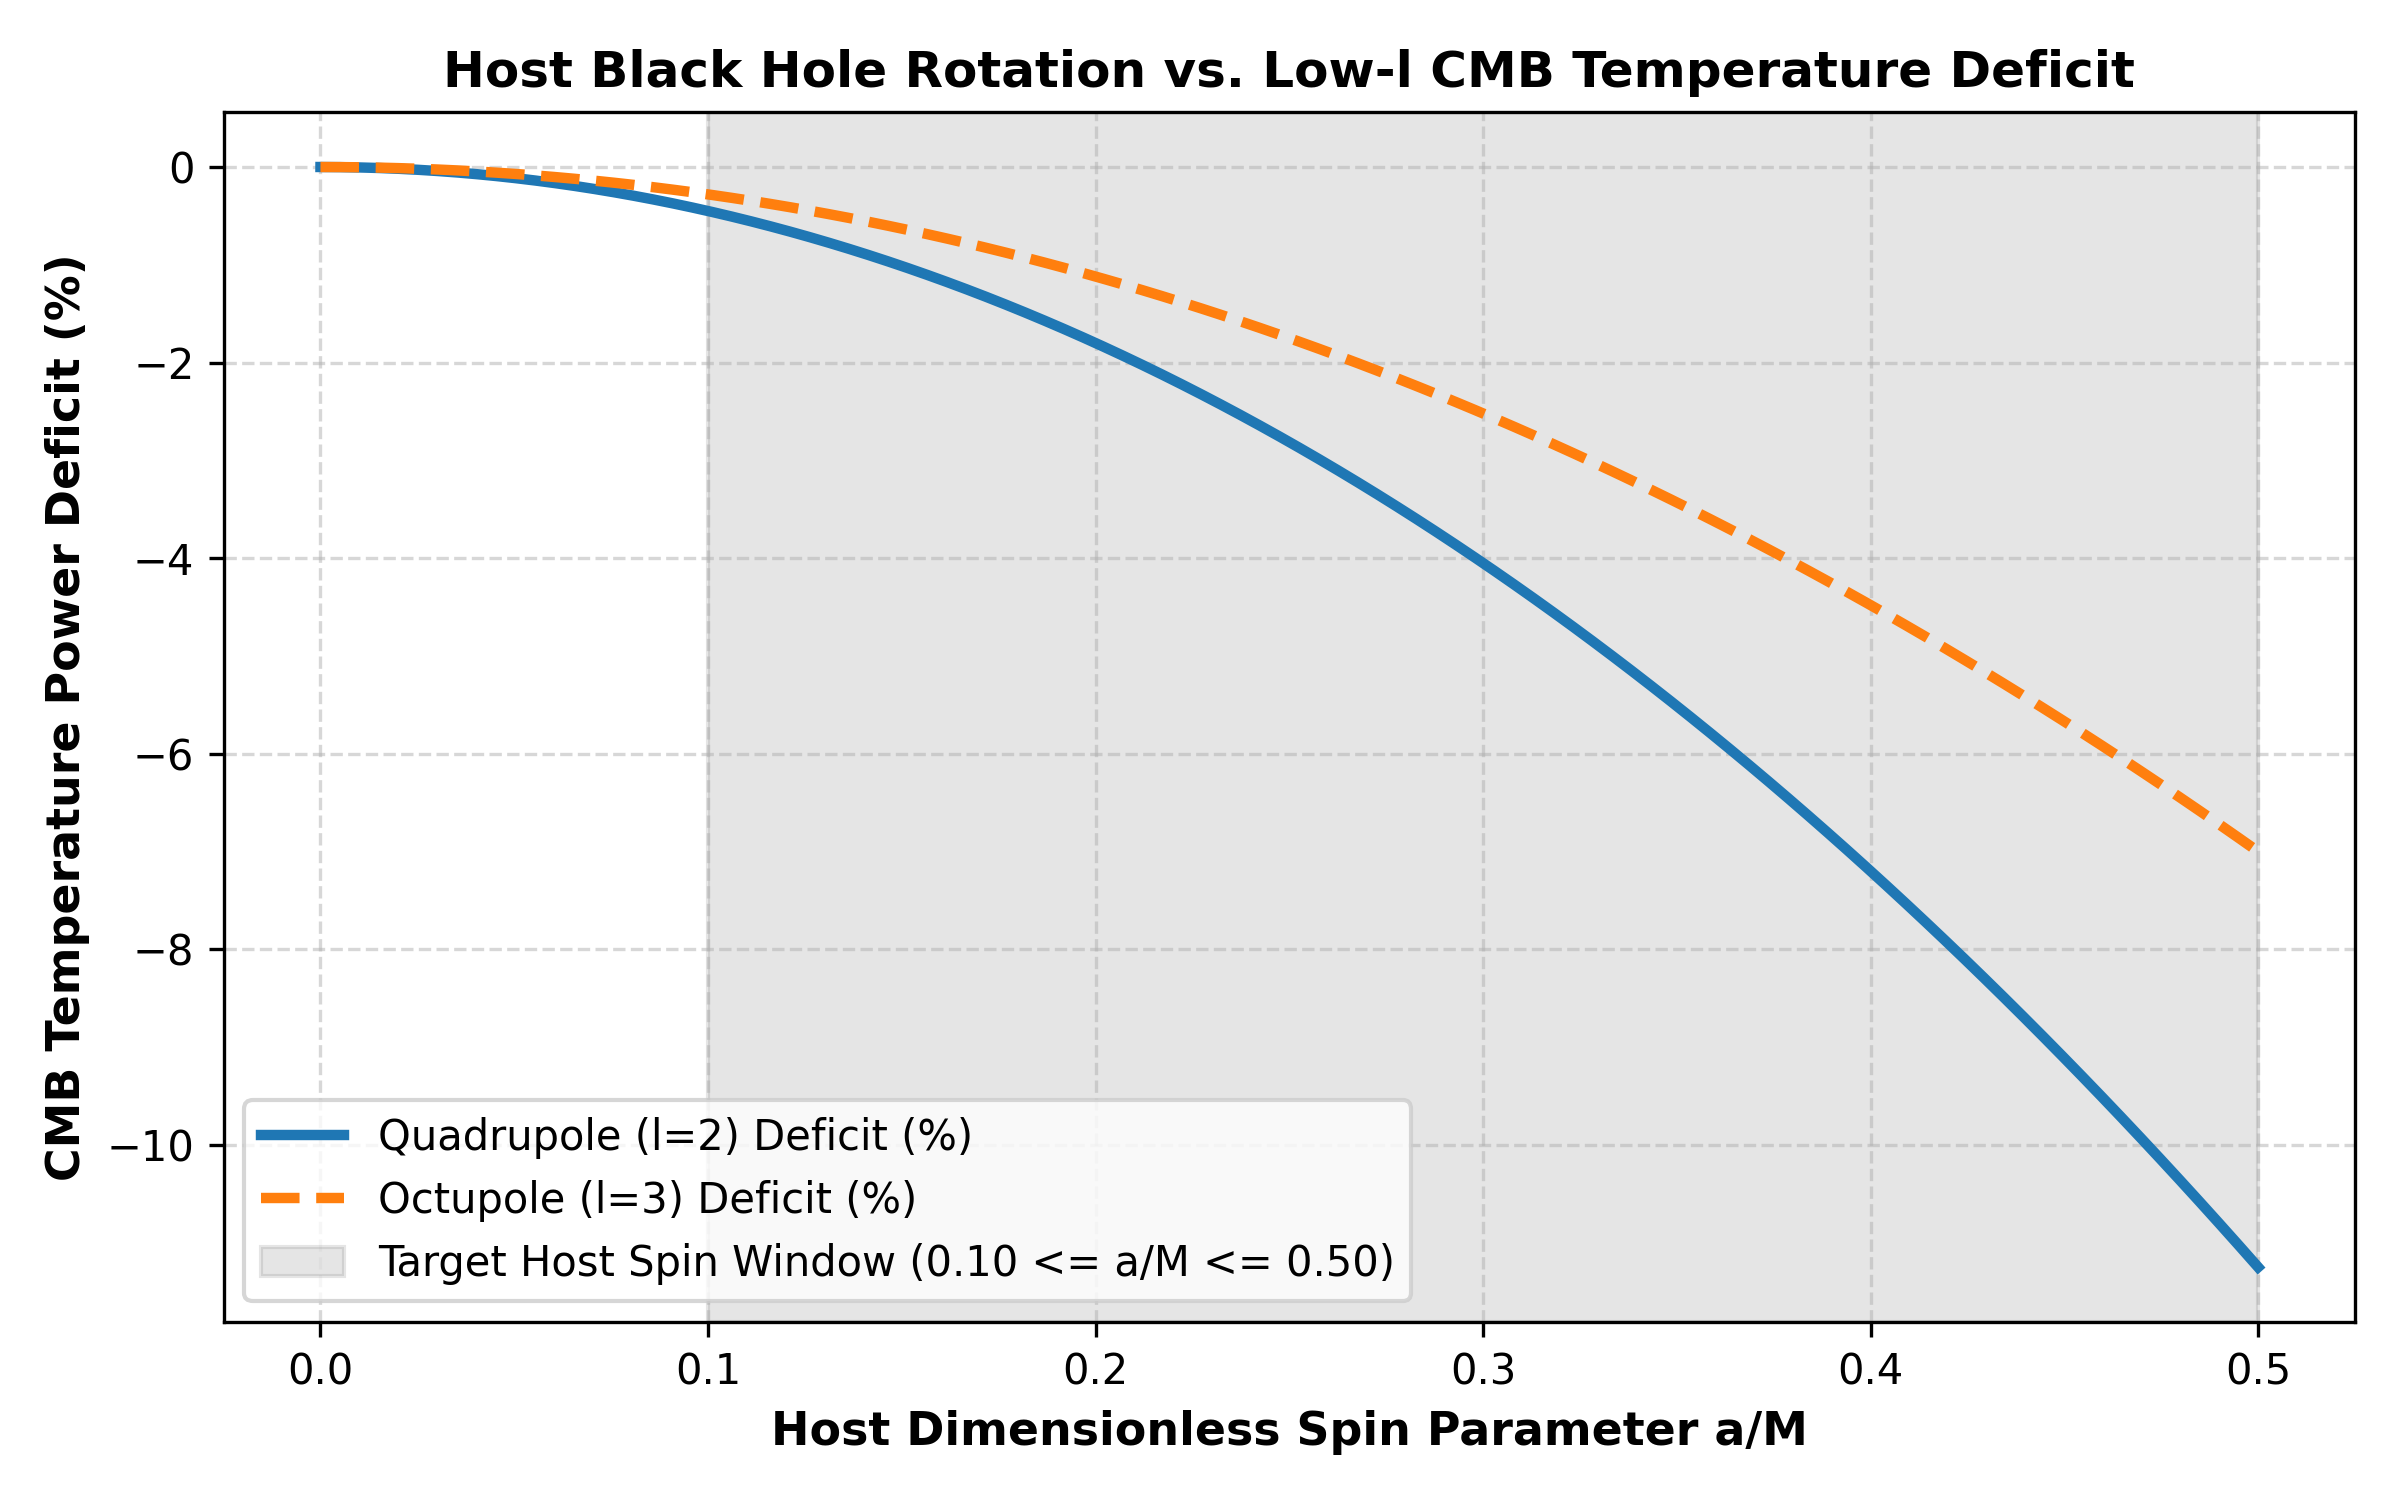 Host Black Hole Rotation vs. Low-l CMB Temperature Deficit
CMB Temperature Power Deficit (%)
0
−2
−4
−6
−8
−10
Quadrupole (l=2) Deficit (%)
Octupole (l=3) Deficit (%)
Target Host Spin Window (0.10 <= a/M <= 0.50)
0.0 0.1 0.2 0.3 0.4 0.5
Host Dimensionless Spin Parameter a/M